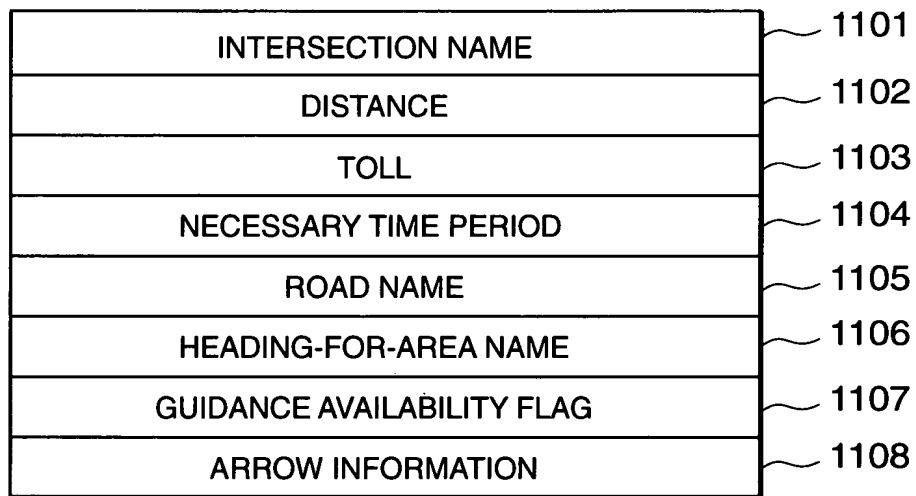 INTERSECTION NAME 1101
DISTANCE 1102
TOLL 1103
NECESSARY TIME PERIOD 1104
ROAD NAME 1105
HEADING-FOR-AREA NAME 1106
GUIDANCE AVAILABILITY FLAG 1107
ARROW INFORMATION 1108